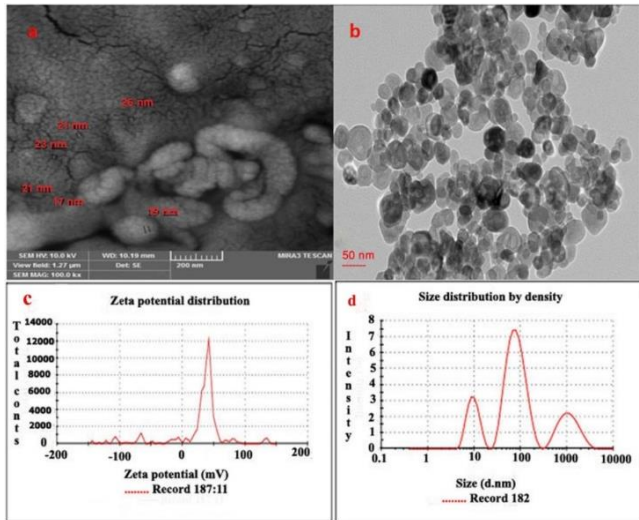 a
26 nm
21 nm
23 nm
21 nm
17 nm
19 nm
SEM HV: 10.0 kV
WD: 10.19 mm
MIRA3 TESCAN
View field: 1.27 µm
Det: SE
200 nm
SEM MAG: 100.0 kx
b
50 nm
c
Zeta potential distribution
Total conts
14000
12000
10000
8000
6000
4000
2000
0
-200
-100
0
100
200
Zeta potential (mV)
Record 187:11
d
Size distribution by density
Intensity
8
7
6
5
4
3
2
1
0
0.1
1
10
100
1000
10000
Size (d.nm)
Record 182